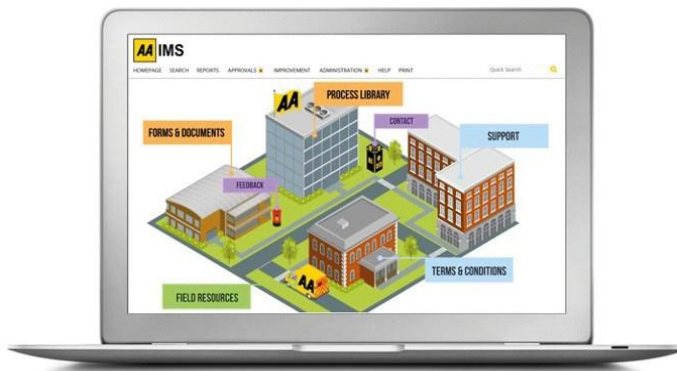 AA IMS
HOMEPAGE SEARCH REPORTS APPROVALS IMPROVEMENT ADMINISTRATION HELP PRINT Quick Search
AA
PROCESS LIBRARY
CONTACT
FORMS & DOCUMENTS
SUPPORT
FEEDBACK
TERMS & CONDITIONS
AA
FIELD RESOURCES